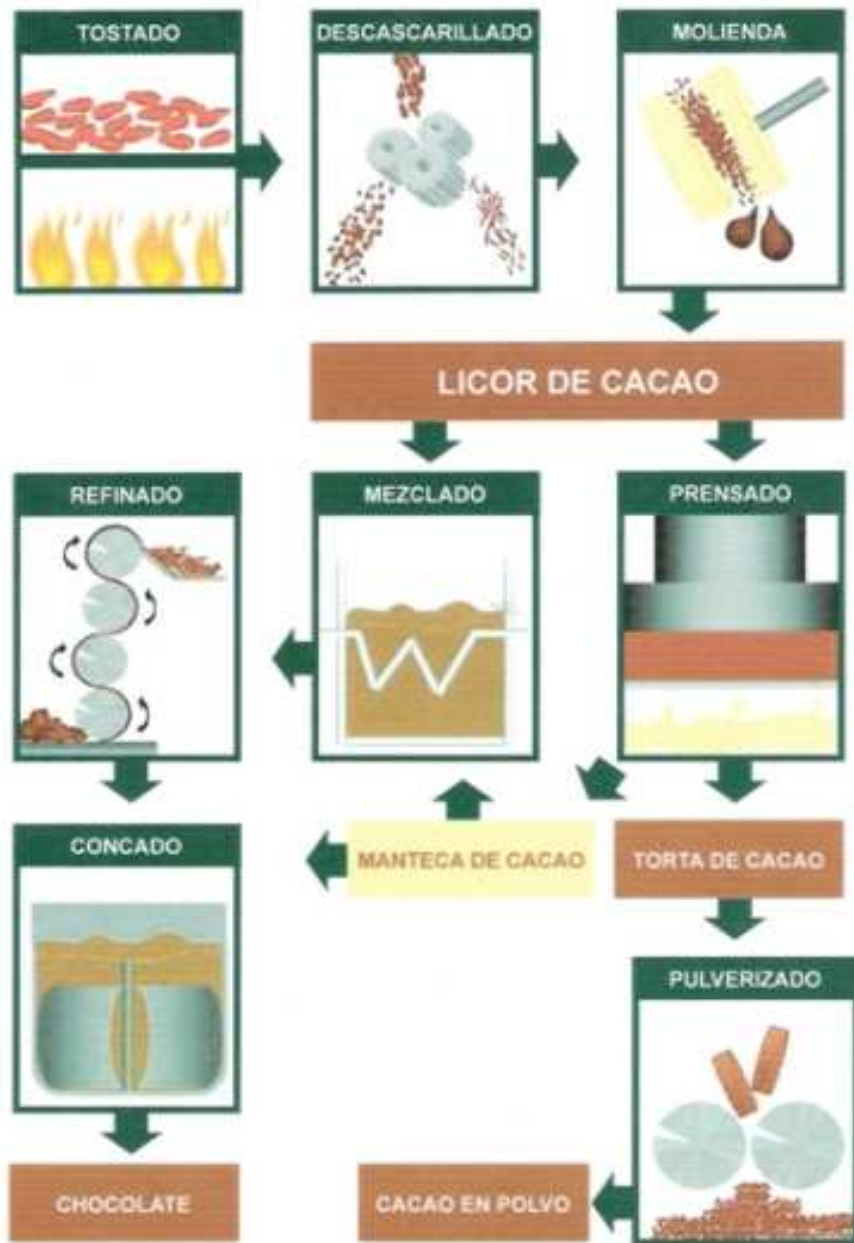 TOSTADO
DESCASCARILLADO
MOLIENDA
LICOR DE CACAO
REFINADO
MEZCLADO
PRENSADO
CONCADO
MANTECA DE CACAO
TORTA DE CACAO
PULVERIZADO
CHOCOLATE
CACAO EN POLVO